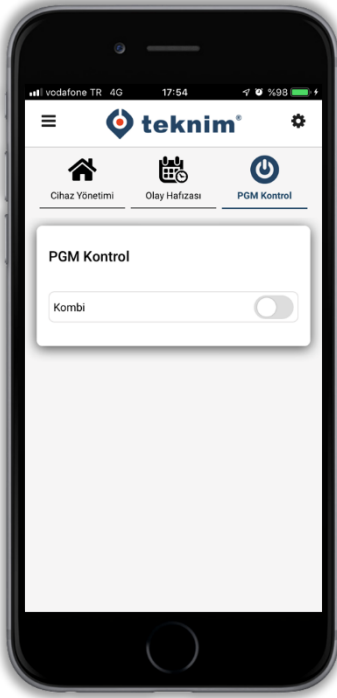 vodafone TR 4G 17:54 %98
teknim®
Cihaz Yönetimi Olay Hafızası PGM Kontrol
PGM Kontrol
Kombi